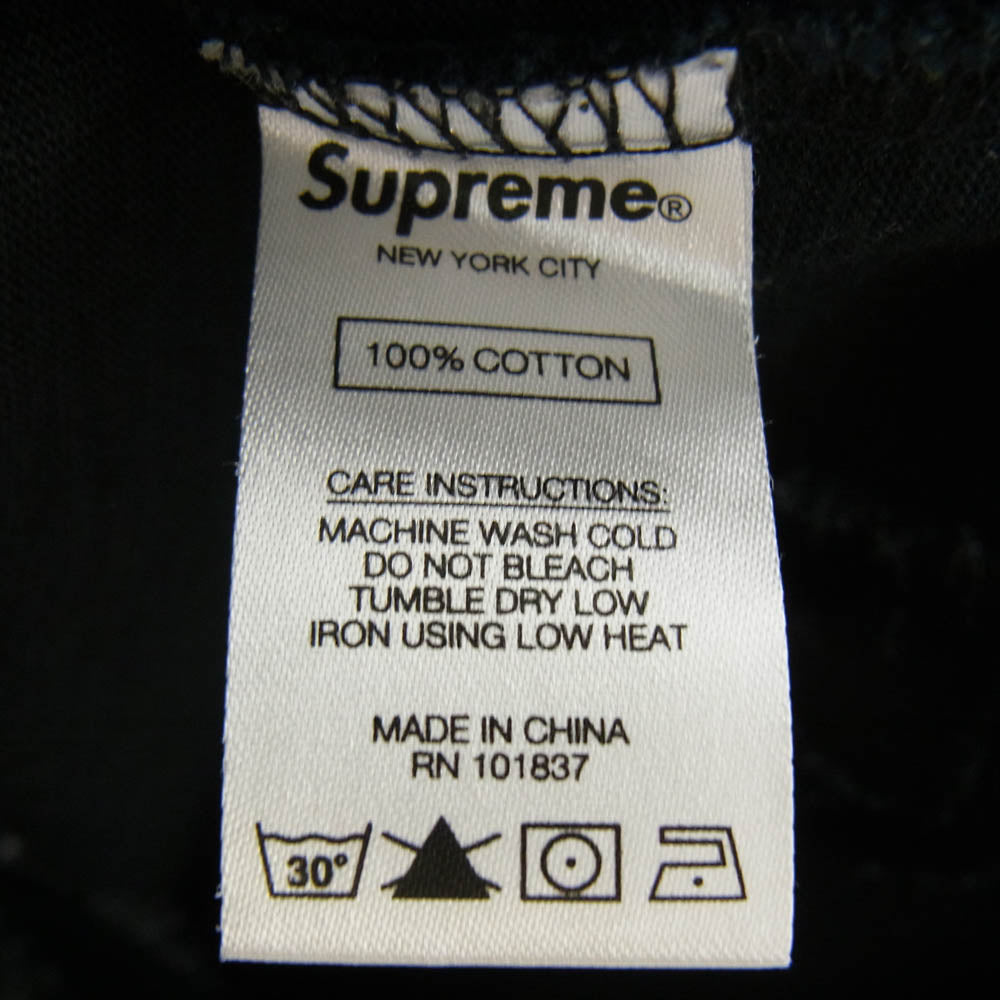 Supreme®
NEW YORK CITY
100% COTTON
CARE INSTRUCTIONS:
MACHINE WASH COLD
DO NOT BLEACH
TUMBLE DRY LOW
IRON USING LOW HEAT
MADE IN CHINA
RN 101837
30°